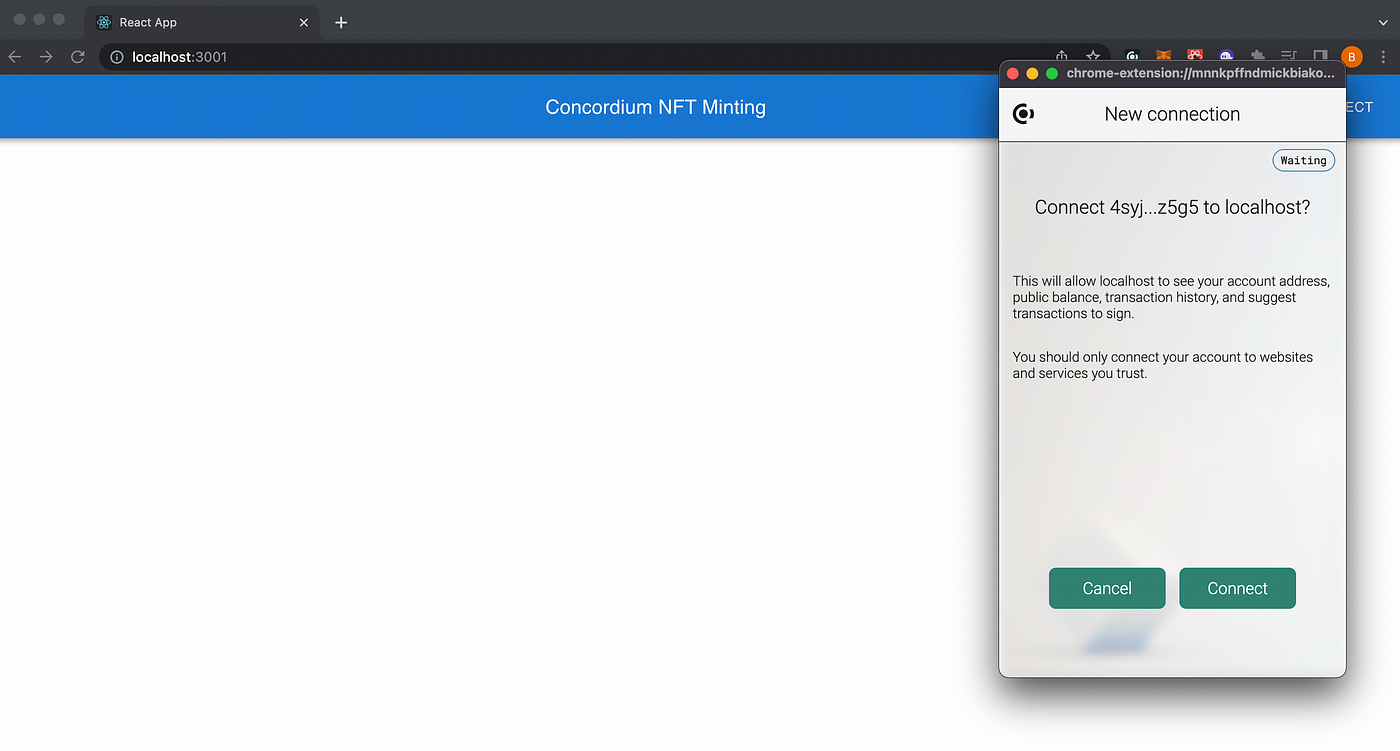 React App
localhost:3001
B
chrome-extension://mnnkpffndmickbiako...
Concordium NFT Minting
ECT
New connection
Waiting
Connect 4syj...z5g5 to localhost?
This will allow localhost to see your account address,
public balance, transaction history, and suggest
transactions to sign.
You should only connect your account to websites
and services you trust.
Cancel
Connect